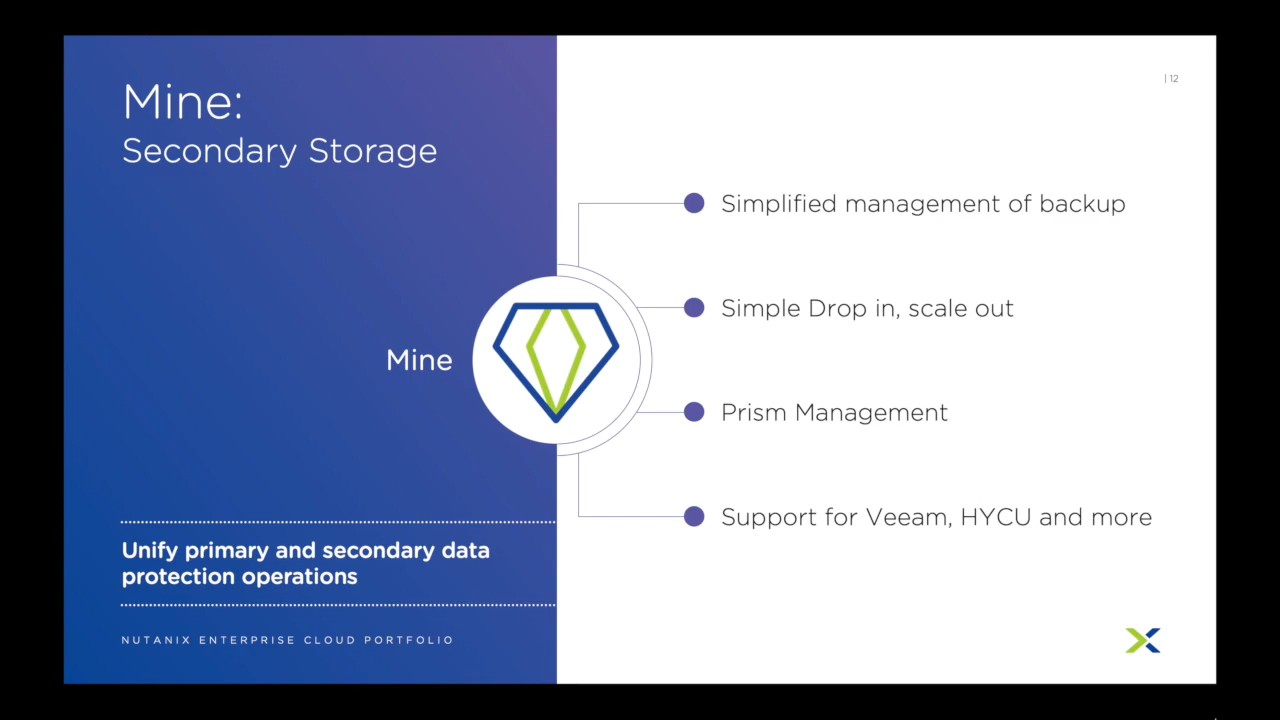 Mine:
Secondary Storage
| 12
Simplified management of backup
Simple Drop in, scale out
Mine
Prism Management
Support for Veeam, HYCU and more
Unify primary and secondary data
protection operations
NUTANIX ENTERPRISE CLOUD PORTFOLIO